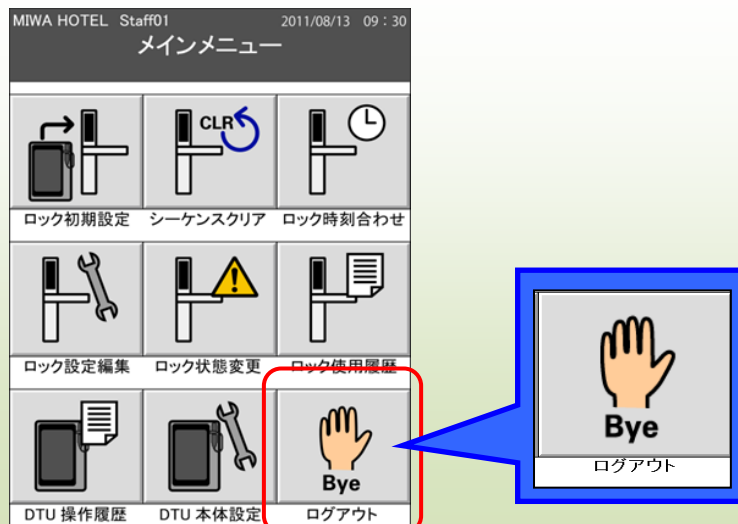 MIWA HOTEL Staff01 2011/08/13 09：30
メインメニュー
CLR
ロック初期設定 シーケンスクリア ロック時刻合わせ
ロック設定編集 ロック状態変更 ロック使用履歴
Bye
DTU 操作履歴 DTU 本体設定 ログアウト
Bye
ログアウト